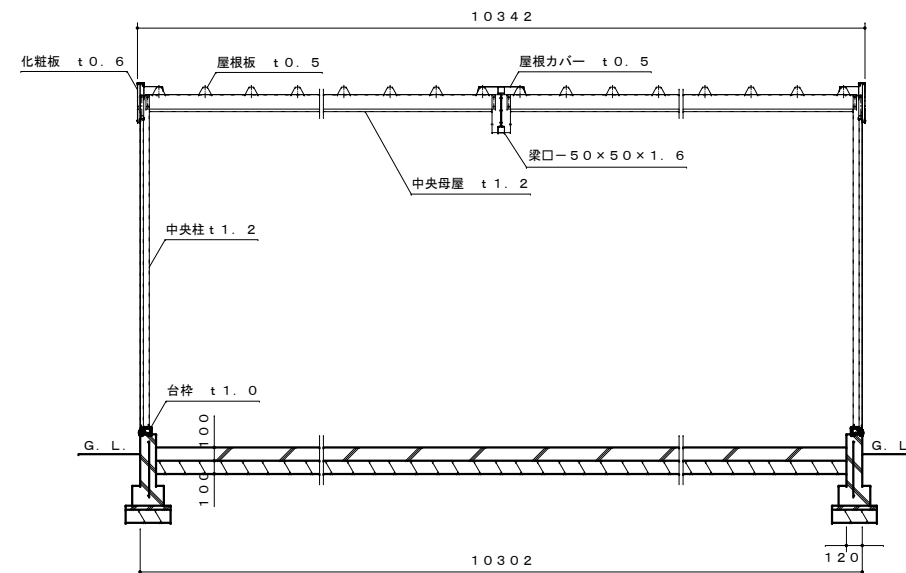 10342
化粧板 t0.6
屋根板 t0.5
屋根カバー t0.5
梁口-50×50×1.6
中央母屋 t1.2
中央柱t1.2
台枠 t1.0
100
G.L.
G.L
100
120
10302